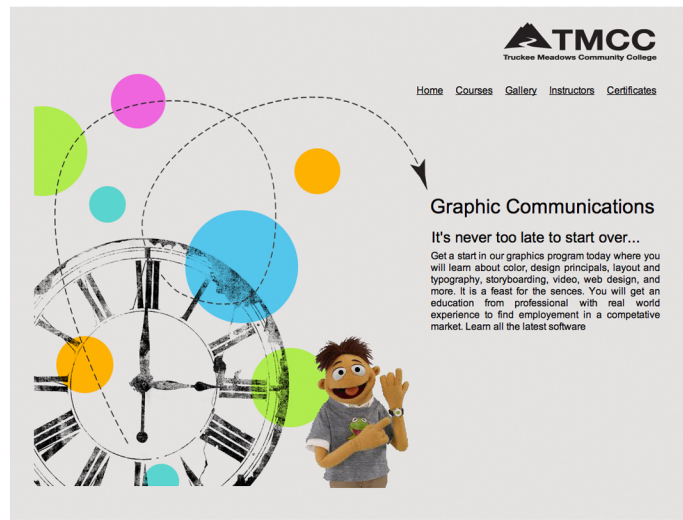 TMCC
Truckee Meadows Community College
Home Courses Gallery Instructors Certificates
Graphic Communications
It's never too late to start over...
Get a start in our graphics program today where you
will learn about color, design principals, layout and
typography, storyboarding, video, web design, and
more. It is a feast for the sences. You will get an
education from professional with real world
experience to find employement in a competative
market. Learn all the latest software